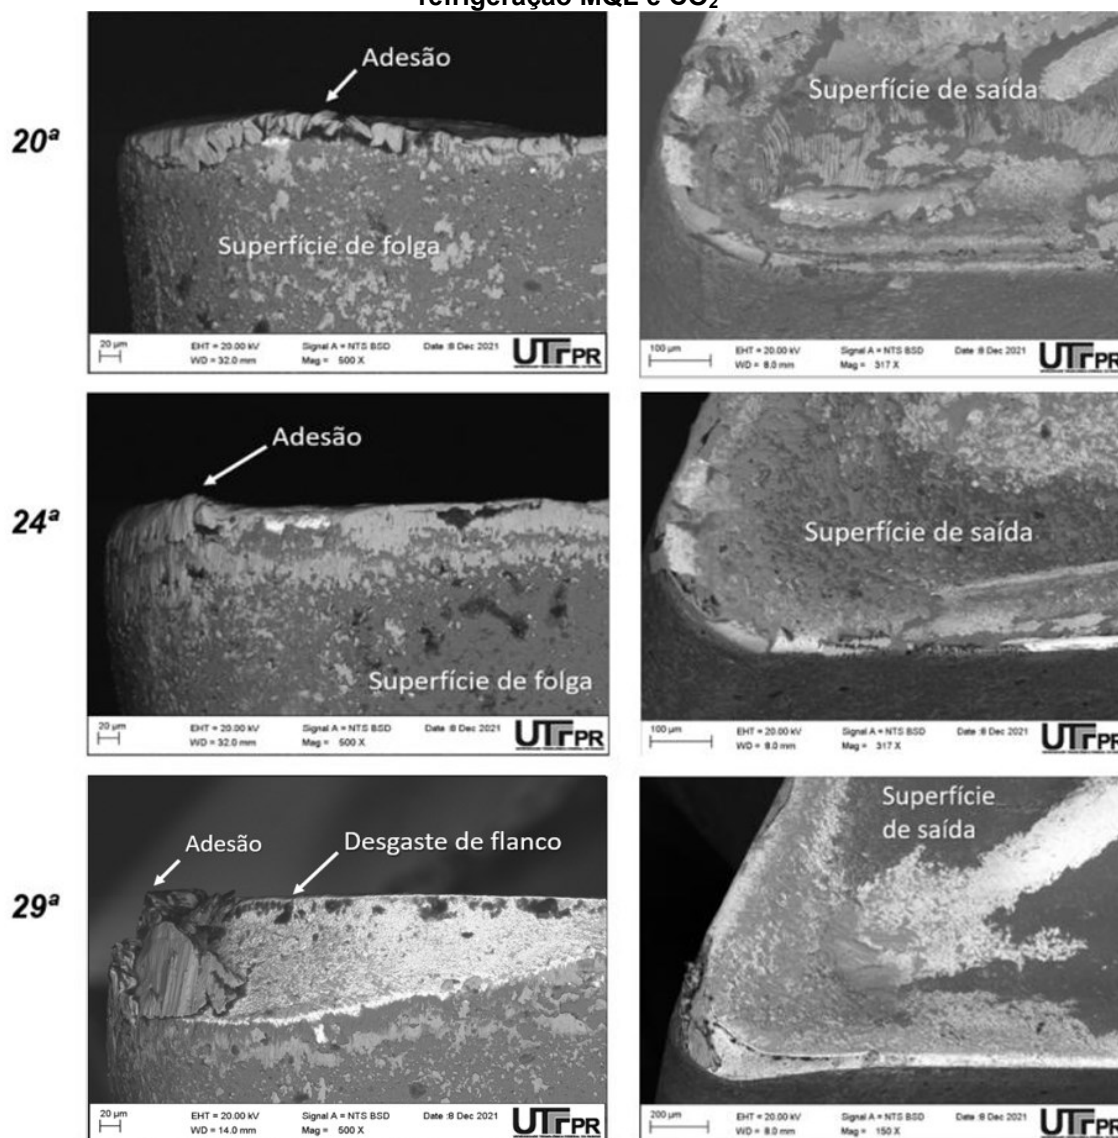 refrigeração MQL e CO₂
20ª
Adesão
Superfície de folga
20 µm EHT = 20.00 kV Signal A = NTS BSD Date :8 Dec 2021
WD = 32.0 mm Mag = 500 X
UTFPR
Superfície de saída
100 µm EHT = 20.00 kV Signal A = NTS BSD Date :8 Dec 2021
WD = 8.0 mm Mag = 317 X
UTFPR
24ª
Adesão
Superfície de folga
20 µm EHT = 20.00 kV Signal A = NTS BSD Date :8 Dec 2021
WD = 32.0 mm Mag = 500 X
UTFPR
Superfície de saída
100 µm EHT = 20.00 kV Signal A = NTS BSD Date :8 Dec 2021
WD = 8.0 mm Mag = 317 X
UTFPR
29ª
Adesão
Desgaste de flanco
20 µm EHT = 20.00 kV Signal A = NTS BSD Date :8 Dec 2021
WD = 14.0 mm Mag = 500 X
UTFPR
Superfície
de saída
200 µm EHT = 20.00 kV Signal A = NTS BSD Date :8 Dec 2021
WD = 8.0 mm Mag = 150 X
UTFPR